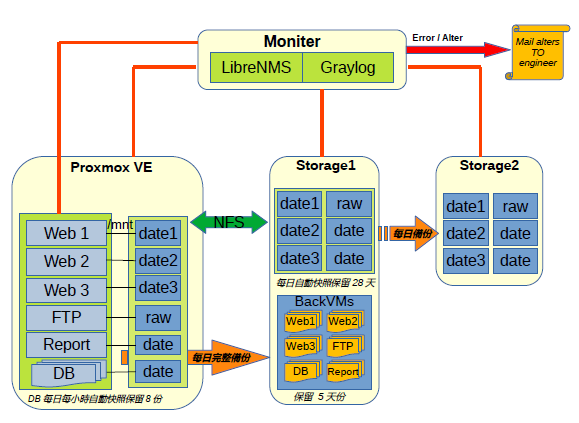 Moniter
LibreNMS
Graylog
Error / Alter
Mail alters
TO
engineer
Proxmox VE
/mnt
Web 1
Web 2
Web 3
FTP
Report
DB
date1
date2
date3
raw
date
date
DB 每日每小時自動快照保留 8 份
NFS
每日完整備份
Storage1
date1
raw
date2
date
date3
date
每日自動快照保留 28 天
BackVMs
Web1
Web2
Web3
FTP
DB
Report
保留 5 天份
每日備份
Storage2
date1
raw
date2
date
date3
date